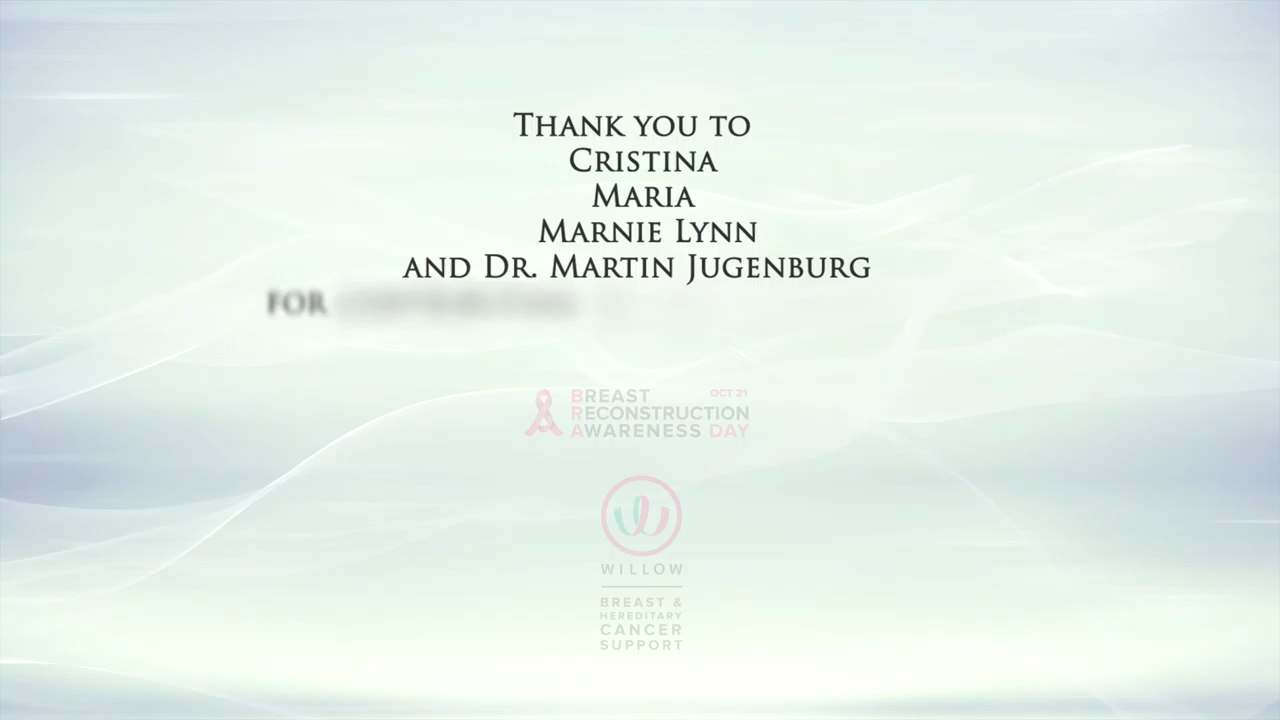 THANK YOU TO
CRISTINA
MARIA
MARNIE LYNN
AND DR. MARTIN JUGENBURG
FOR
BREAST OCT 21
RECONSTRUCTION
AWARENESS DAY
WILLOW
BREAST &
HEREDITARY
CANCER
SUPPORT